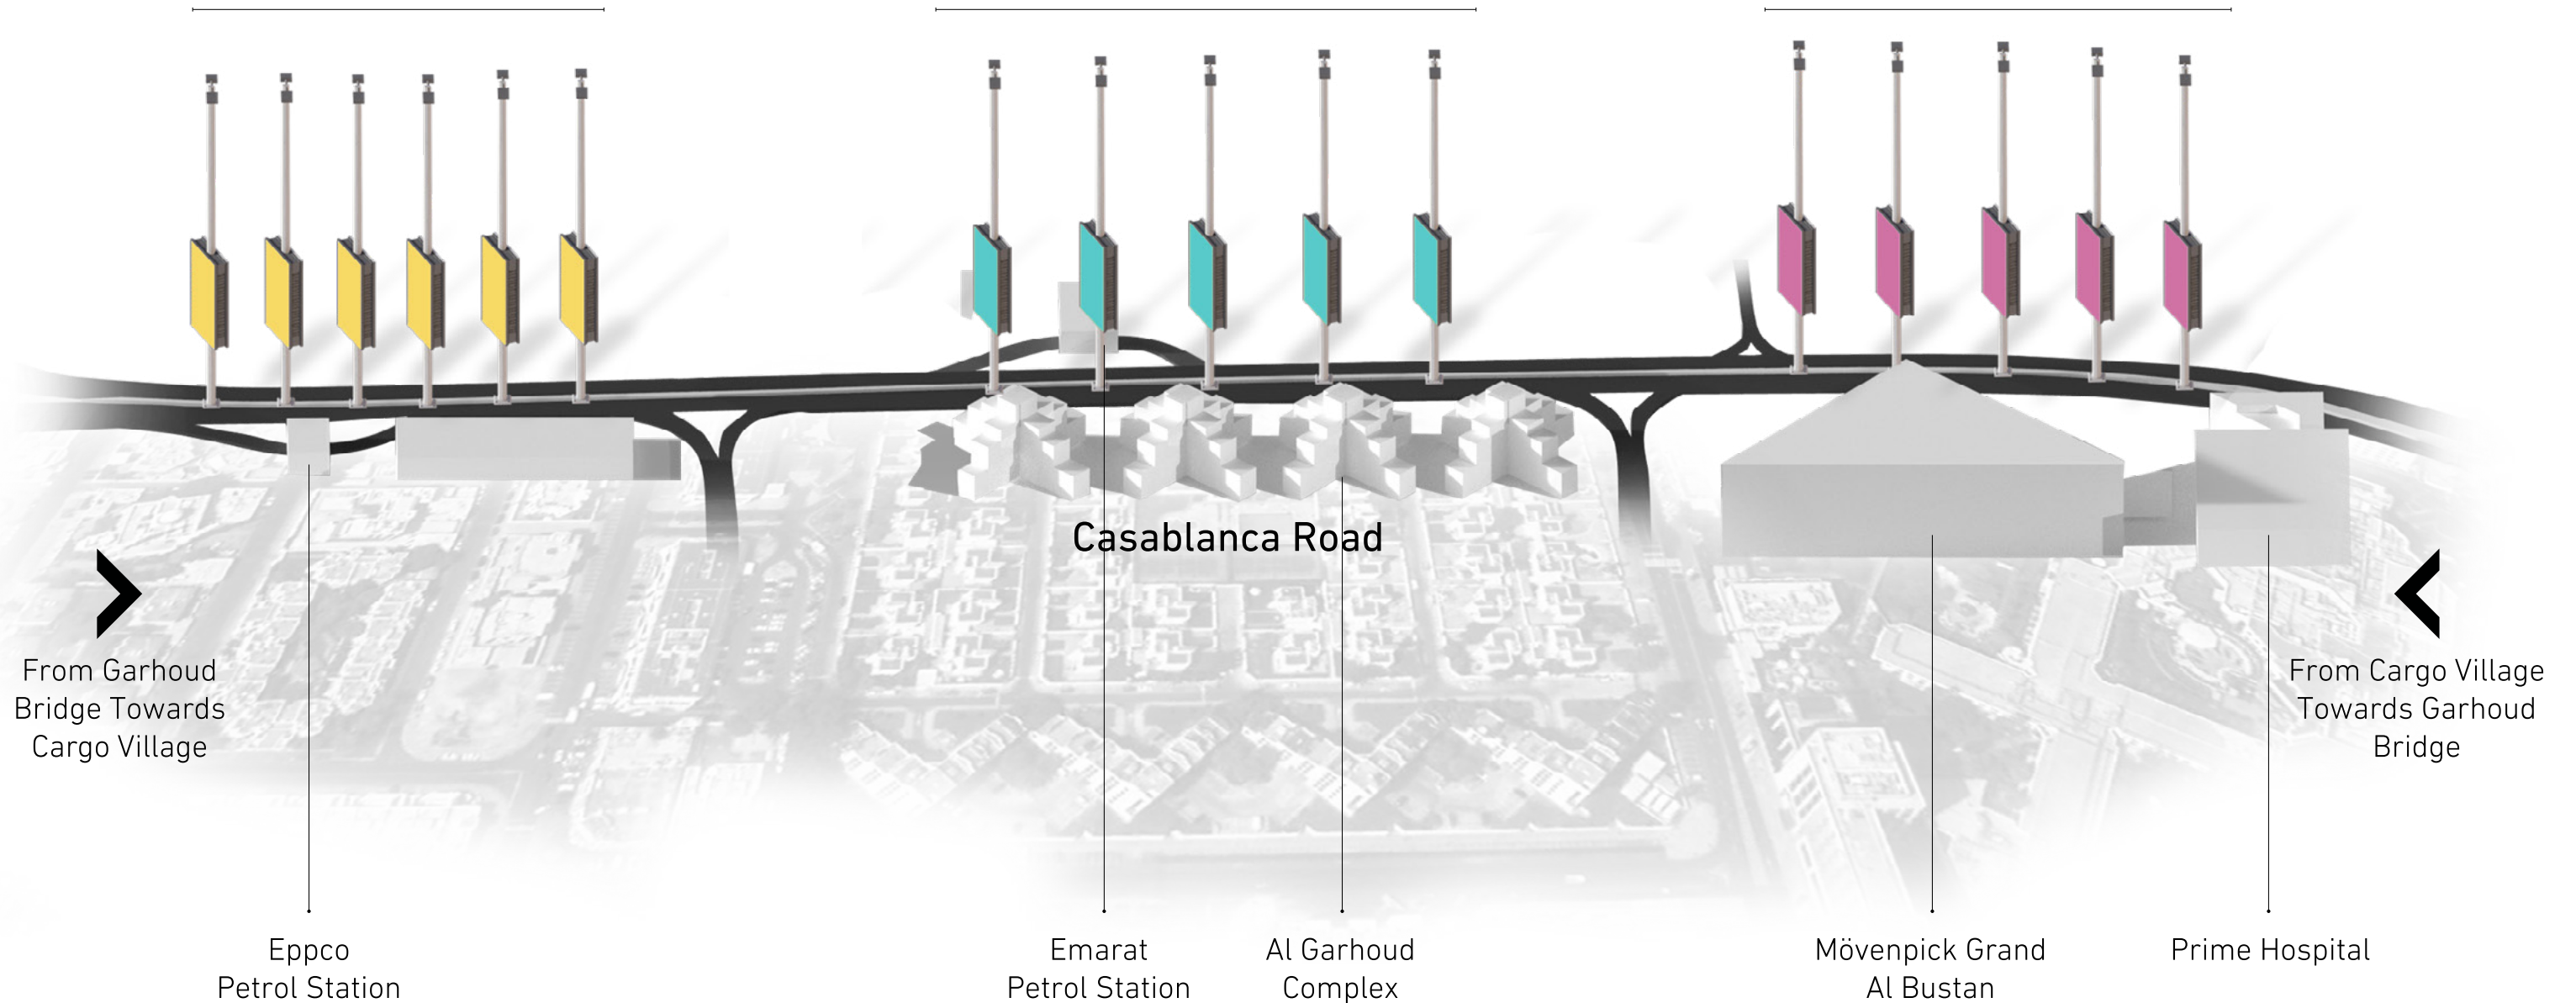 Casablanca Road
From Garhoud
Bridge Towards
Cargo Village
From Cargo Village
Towards Garhoud
Bridge
Eppco
Petrol Station
Emarat
Petrol Station
Al Garhoud
Complex
Mövenpick Grand
Al Bustan
Prime Hospital